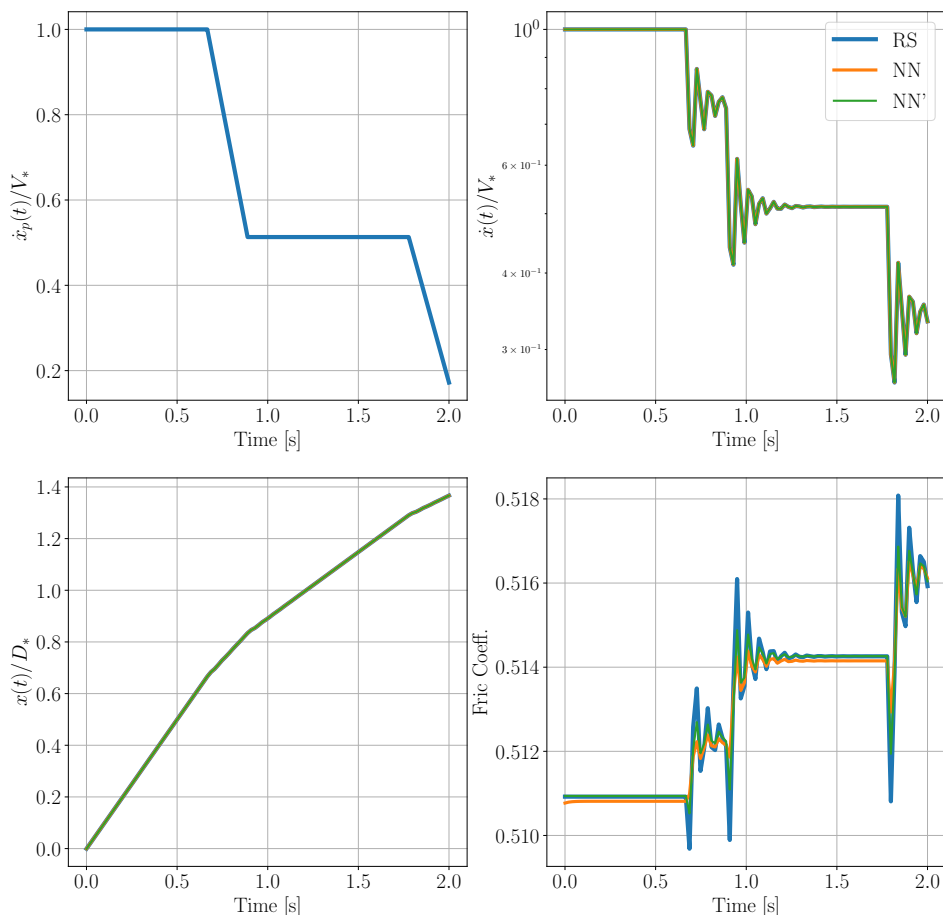 1.0
0.8
0.6
0.4
0.2
ẋ_p(t)/V_*
0.0 0.5 1.0 1.5 2.0
Time [s]
10^0
6 × 10^−1
4 × 10^−1
3 × 10^−1
ẋ(t)/V_*
RS
NN
NN'
0.0 0.5 1.0 1.5 2.0
Time [s]
1.4
1.2
1.0
0.8
0.6
0.4
0.2
0.0
x(t)/D_*
0.0 0.5 1.0 1.5 2.0
Time [s]
0.518
0.516
0.514
0.512
0.510
Fric Coeff.
0.0 0.5 1.0 1.5 2.0
Time [s]